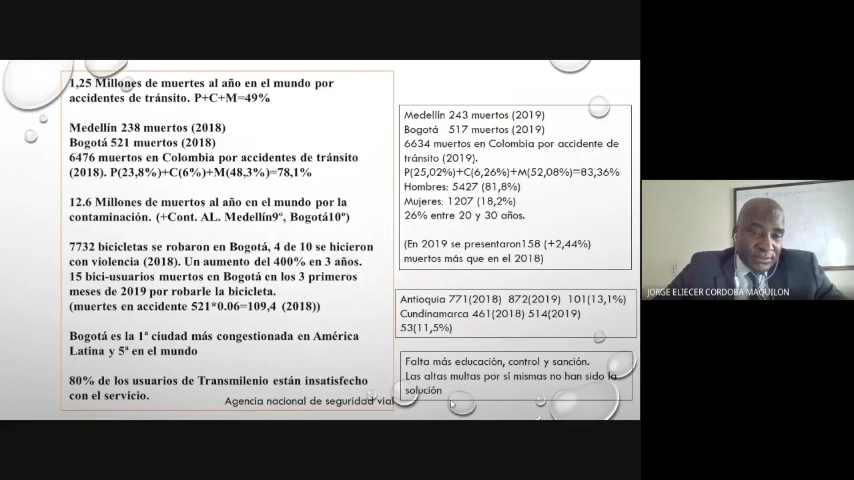 1,25 Millones de muertes al año en el mundo por
accidentes de tránsito. P+C+M=49%
Medellín 238 muertos (2018)
Bogotá 521 muertos (2018)
6476 muertos en Colombia por accidentes de tránsito
(2018). P(23,8%)+C(6%)+M(48,3%)=78,1%
12.6 Millones de muertos al año en el mundo por la
contaminación. (+Cont. AL. Medellín9º, Bogotá10º)
7732 bicicletas se robaron en Bogotá, 4 de 10 se hicieron
con violencia (2018). Un aumento del 400% en 3 años.
15 bici-usuarios muertos en Bogotá en los 3 primeros
meses de 2019 por robarle la bicicleta.
(muertes en accidente 521*0.06=109,4 (2018))
Bogotá es la 1ª ciudad más congestionada en América
Latina y 5ª en el mundo
80% de los usuarios de Transmilenio están insatisfecho
con el servicio.
Agencia nacional de seguridad vial
Medellín 243 muertos (2019)
Bogotá 517 muertos (2019)
6634 muertos en Colombia por accidente de
tránsito (2019).
P(25,02%)+C(6,26%)+M(52,08%)=83,36%
Hombres: 5427 (81,8%)
Mujeres: 1207 (18,2%)
26% entre 20 y 30 años.
(En 2019 se presentaron158 (+2,44%)
muertos más que en el 2018)
Antioquia 771(2018) 872(2019) 101(13,1%)
Cundinamarca 461(2018) 514(2019)
53(11,5%)
Falta más educación, control y sanción.
Las altas multas por sí mismas no han sido la
solución
JORGE ELIECER CORDOBA MAQUILON